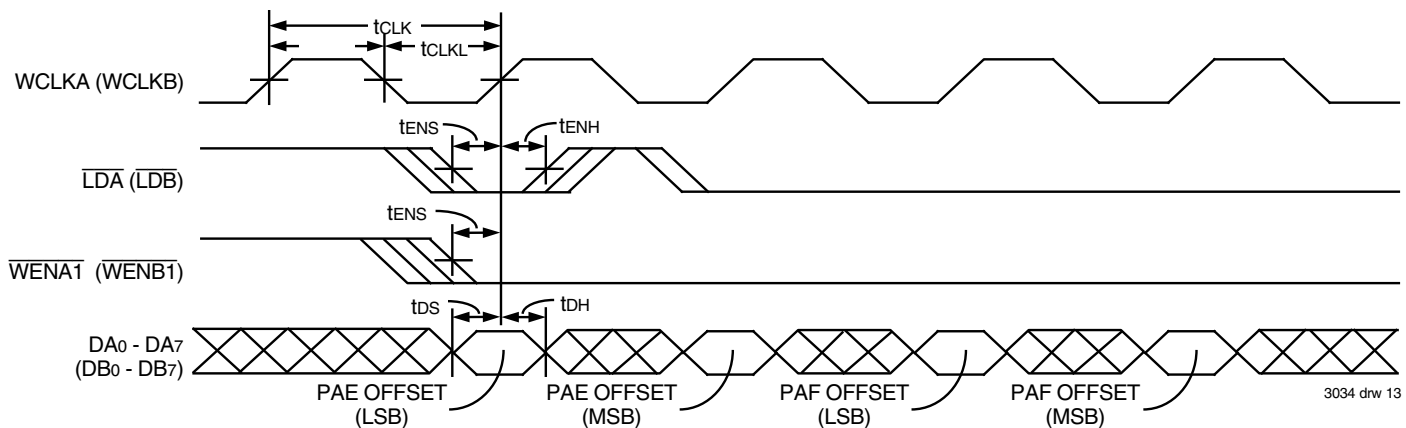 tCLK
tCLKL
WCLKA (WCLKB)
tENS
tENH
LDA (LDB)
tENS
WENA1 (WENB1)
tDS
tDH
DA0 - DA7
(DB0 - DB7)
PAE OFFSET
(LSB)
PAE OFFSET
(MSB)
PAF OFFSET
(LSB)
PAF OFFSET
(MSB)
3034 drw 13